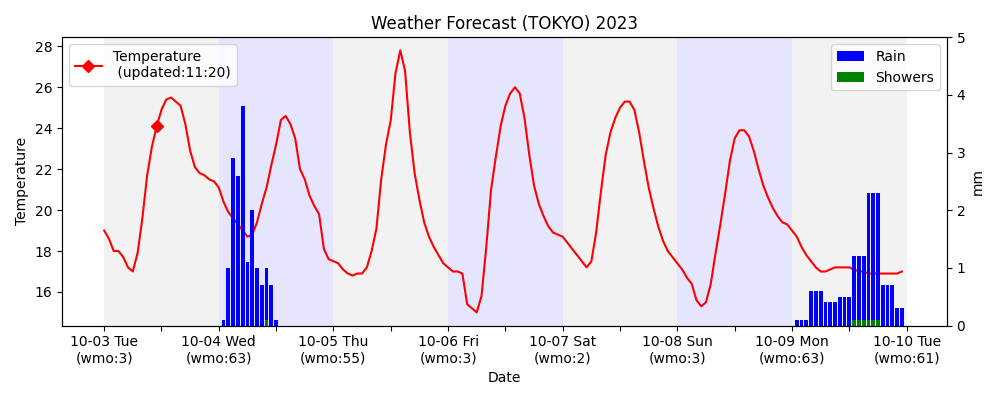 Weather Forecast (TOKYO) 2023
Temperature
(updated:11:20)
Rain
Showers
28
26
24
22
20
18
16
Temperature
5
4
3
2
1
0
mm
10-03 Tue
(wmo:3)
10-04 Wed
(wmo:63)
10-05 Thu
(wmo:55)
10-06 Fri
(wmo:3)
10-07 Sat
(wmo:2)
10-08 Sun
(wmo:3)
10-09 Mon
(wmo:63)
10-10 Tue
(wmo:61)
Date